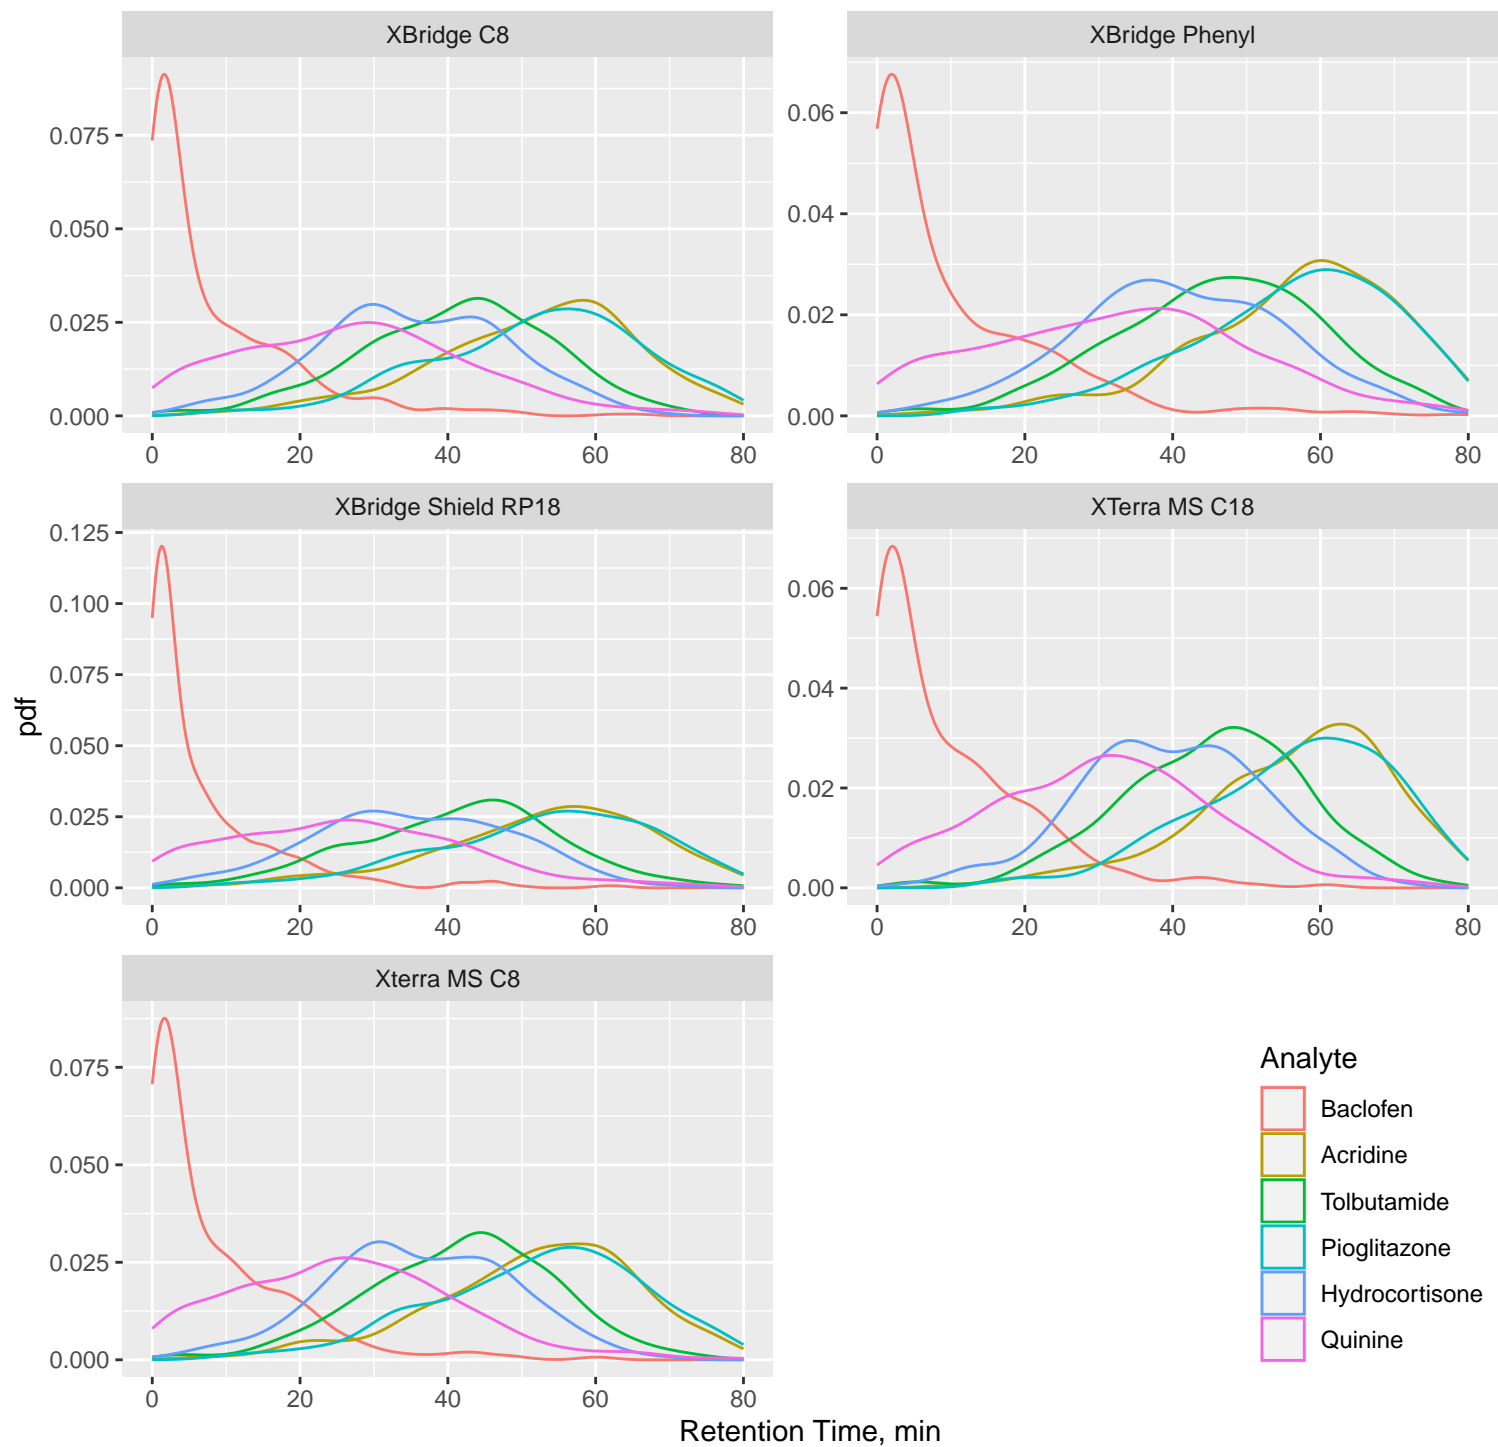 XBridge C8
XBridge Phenyl
0.075
0.050
0.025
0.000
0 20 40 60 80
0.06
0.04
0.02
0.00
0 20 40 60 80
XBridge Shield RP18
XTerra MS C18
0.125
0.100
0.075
0.050
0.025
0.000
0 20 40 60 80
0.06
0.04
0.02
0.00
0 20 40 60 80
pdf
Xterra MS C8
0.075
0.050
0.025
0.000
0 20 40 60 80
Retention Time, min
Analyte
Baclofen
Acridine
Tolbutamide
Pioglitazone
Hydrocortisone
Quinine